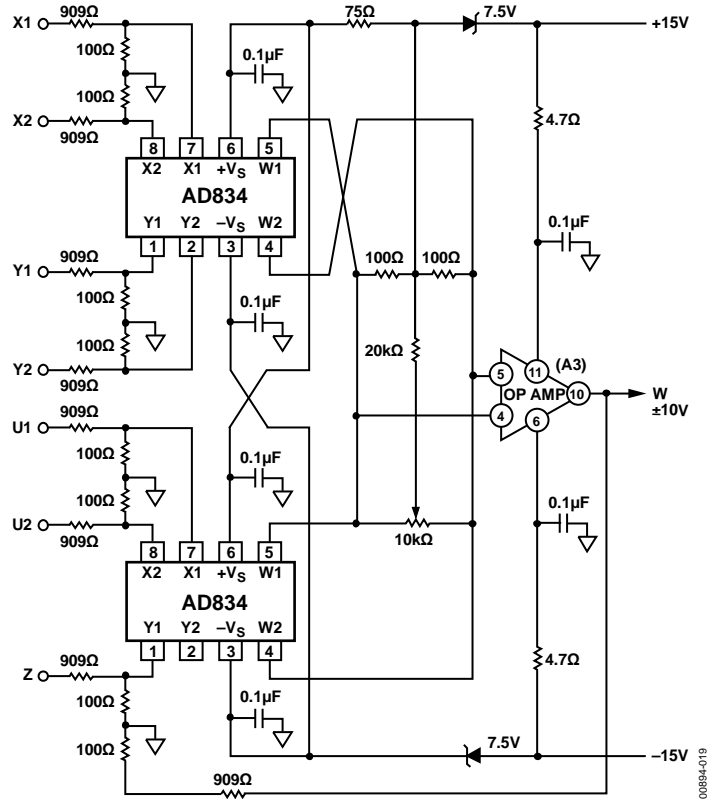 X1 909Ω 75Ω 7.5V +15V
100Ω
0.1µF
100Ω 4.7Ω
X2
909Ω
8 7 6 5
X2 X1 +VS W1
AD834
0.1µF
Y1 Y2 –VS W2
1 2 3 4
909Ω
Y1 100Ω 100Ω
100Ω
0.1µF
100Ω
20kΩ
11 (A3)
5
OP AMP 10 W
±10V
4
6
Y2
909Ω
909Ω
U1
100Ω
0.1µF
100Ω
0.1µF
U2
909Ω
10kΩ
8 7 6 5
X2 X1 +VS W1
AD834
Y1 Y2 –VS W2
1 2 3 4
4.7Ω
909Ω
Z
0.1µF
100Ω
100Ω
7.5V
–15V
909Ω
00894-019